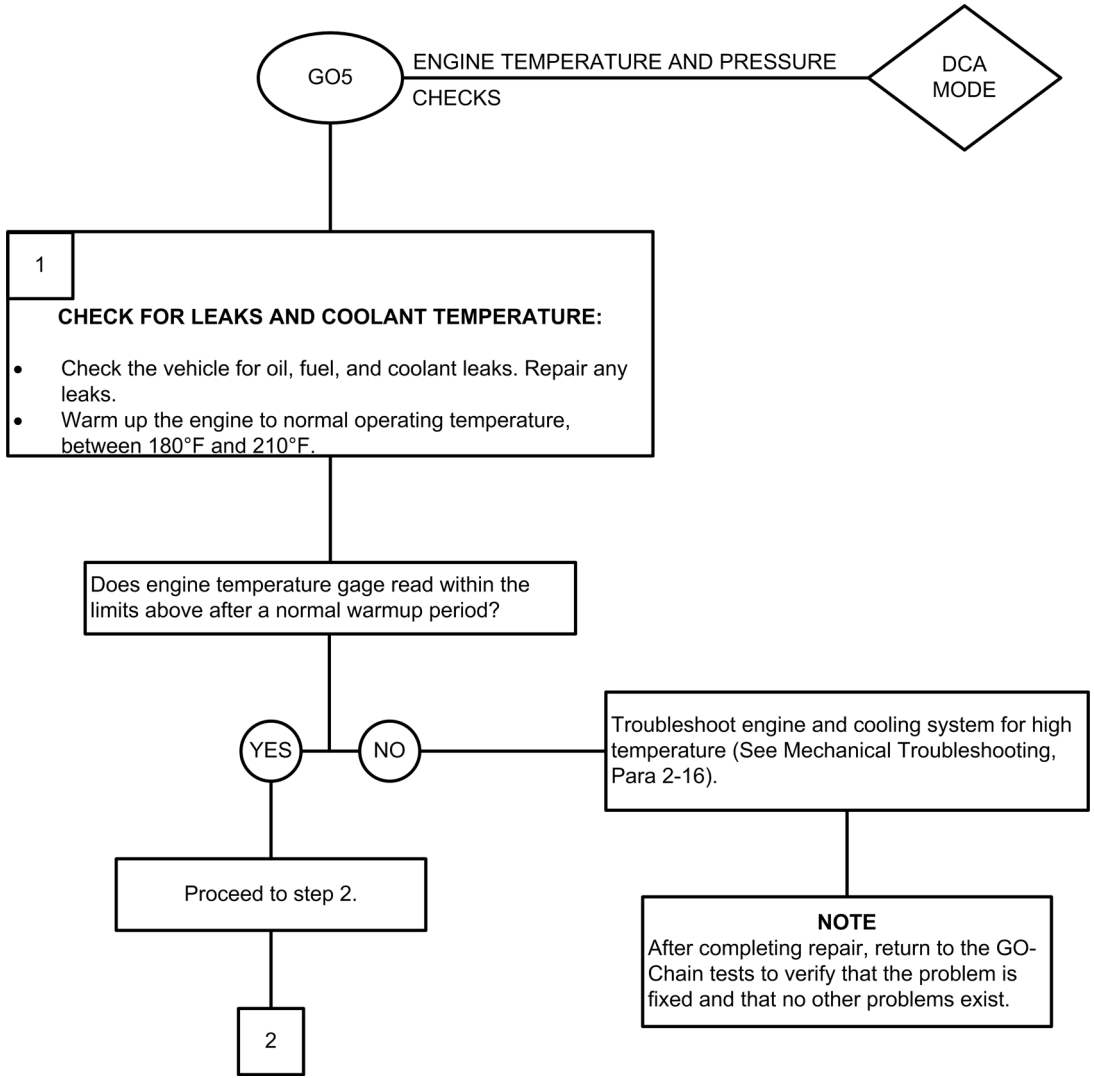 GO5
ENGINE TEMPERATURE AND PRESSURE
CHECKS
DCA
MODE
1
CHECK FOR LEAKS AND COOLANT TEMPERATURE:
• Check the vehicle for oil, fuel, and coolant leaks. Repair any
leaks.
• Warm up the engine to normal operating temperature,
between 180°F and 210°F.
Does engine temperature gage read within the
limits above after a normal warmup period?
YES
NO
Troubleshoot engine and cooling system for high
temperature (See Mechanical Troubleshooting,
Para 2-16).
Proceed to step 2.
NOTE
After completing repair, return to the GO-
Chain tests to verify that the problem is
fixed and that no other problems exist.
2